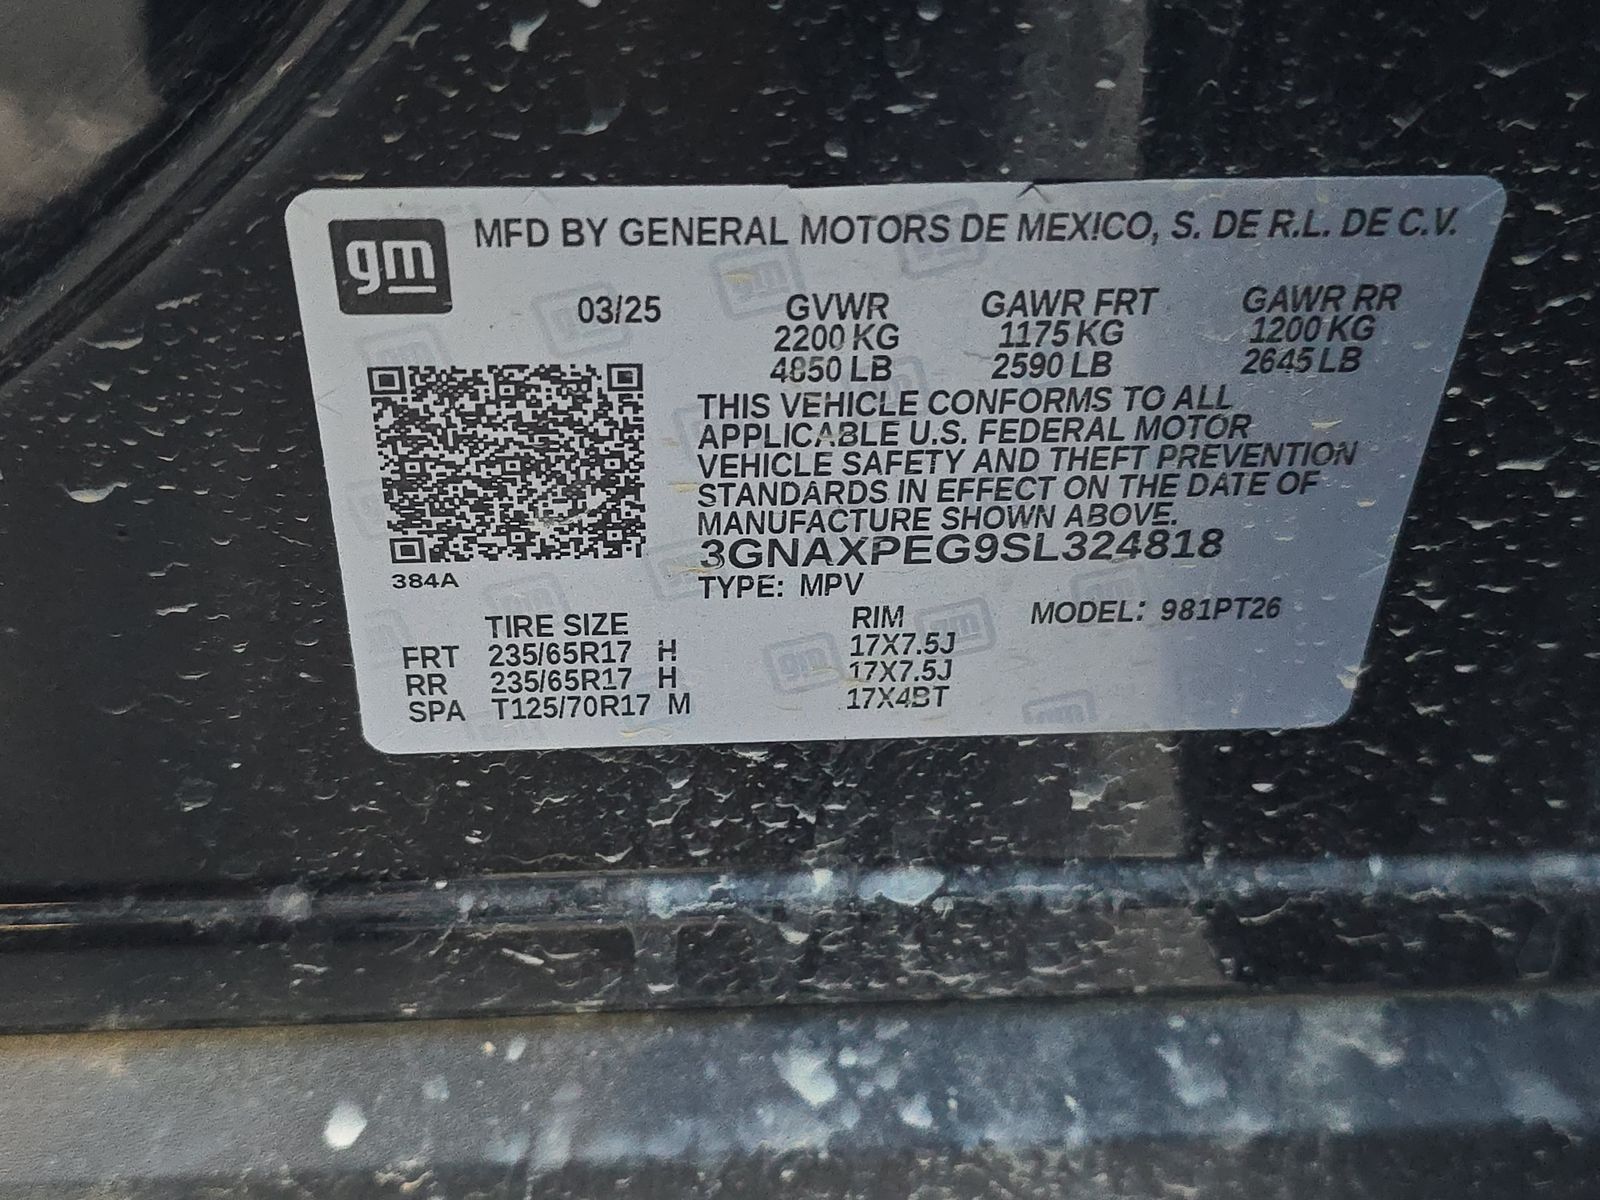 gm MFD BY GENERAL MOTORS DE MEXICO, S. DE R.L. DE C.V.
03/25 GVWR GAWR FRT GAWR RR
2200 KG 1175 KG 1200 KG
4850 LB 2590 LB 2645 LB
THIS VEHICLE CONFORMS TO ALL
APPLICABLE U.S. FEDERAL MOTOR
VEHICLE SAFETY AND THEFT PREVENTION
STANDARDS IN EFFECT ON THE DATE OF
MANUFACTURE SHOWN ABOVE.
3GNAXPEG9SL324818
384A
TYPE: MPV
TIRE SIZE RIM MODEL: 981PT26
FRT 235/65R17 H 17X7.5J
RR 235/65R17 H 17X7.5J
SPA T125/70R17 M 17X4BT